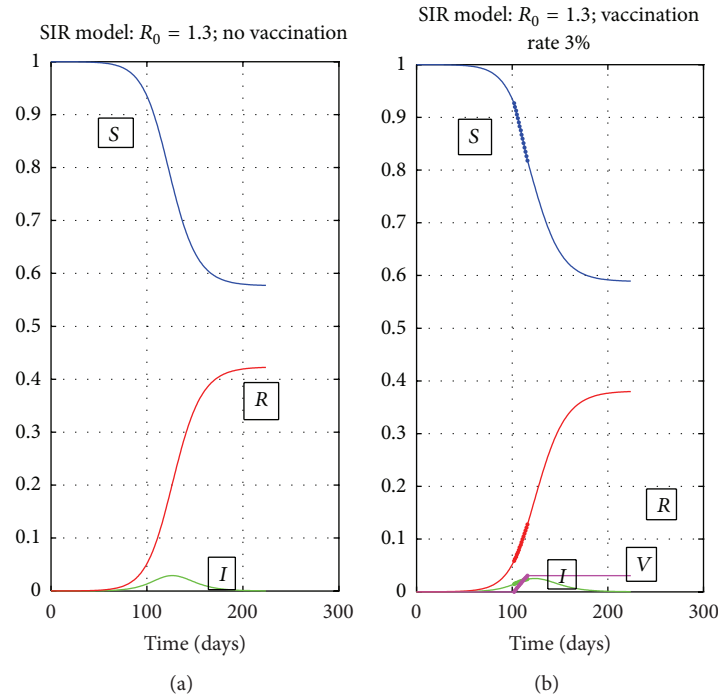 SIR model: R₀ = 1.3; no vaccination
1
0.9
0.8
0.7
0.6
0.5
0.4
0.3
0.2
0.1
0
0
100
200
300
S
R
I
Time (days)
(a)
SIR model: R₀ = 1.3; vaccination
rate 3%
1
0.9
0.8
0.7
0.6
0.5
0.4
0.3
0.2
0.1
0
0
100
200
300
S
R
V
I
Time (days)
(b)